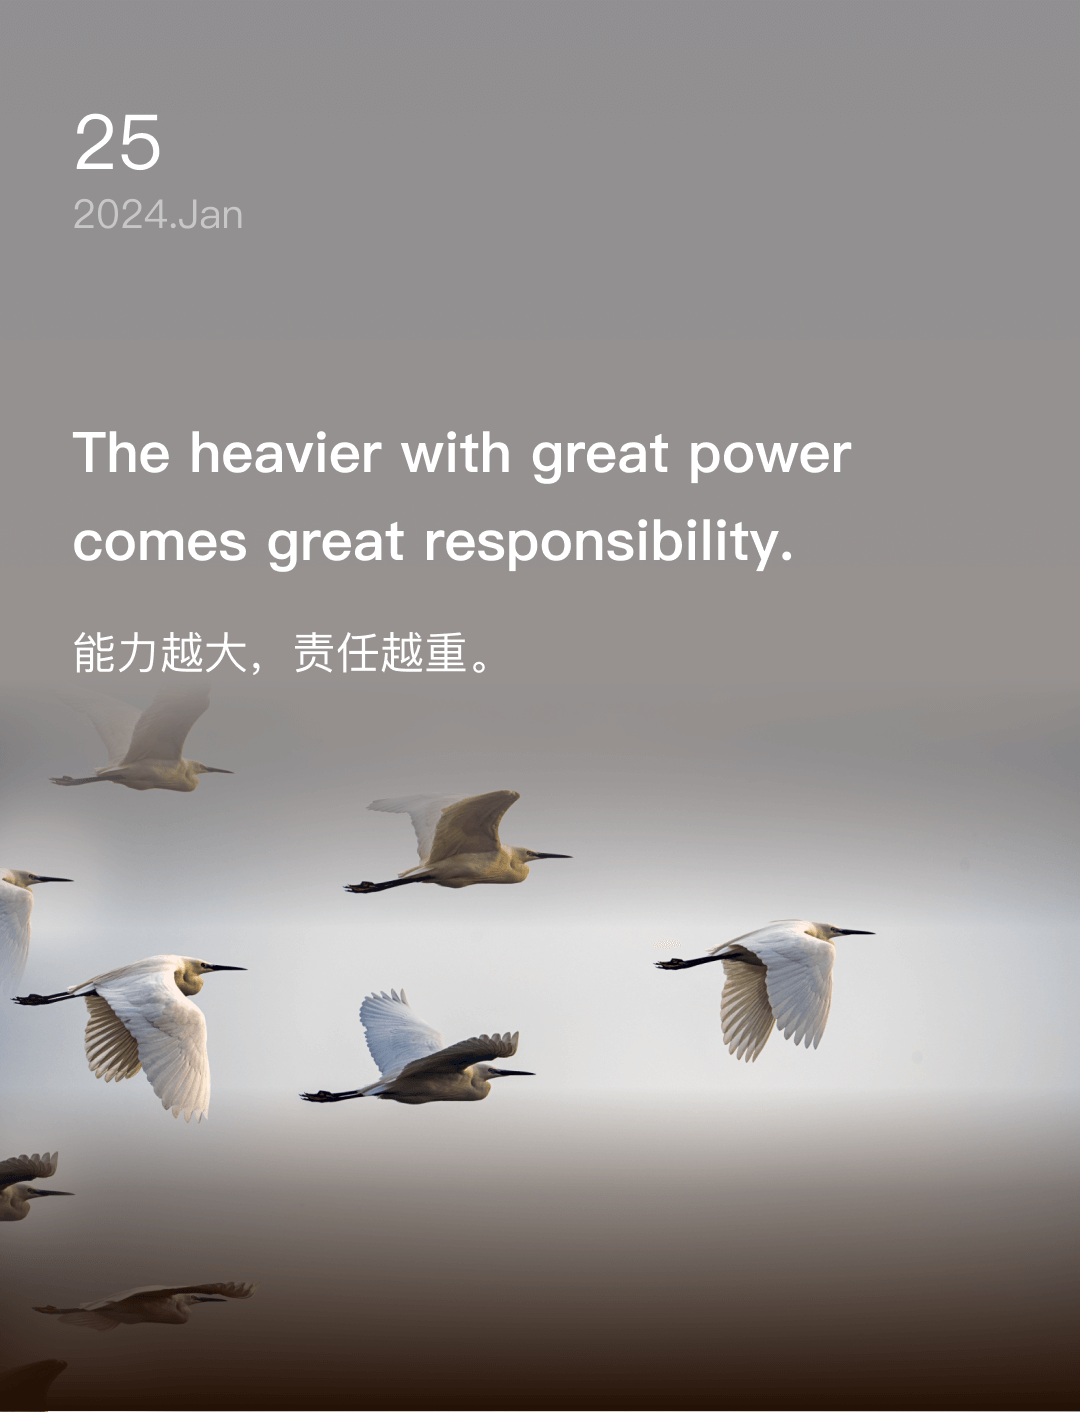 25
2024.Jan
The heavier with great power
comes great responsibility.
能力越大，责任越重。